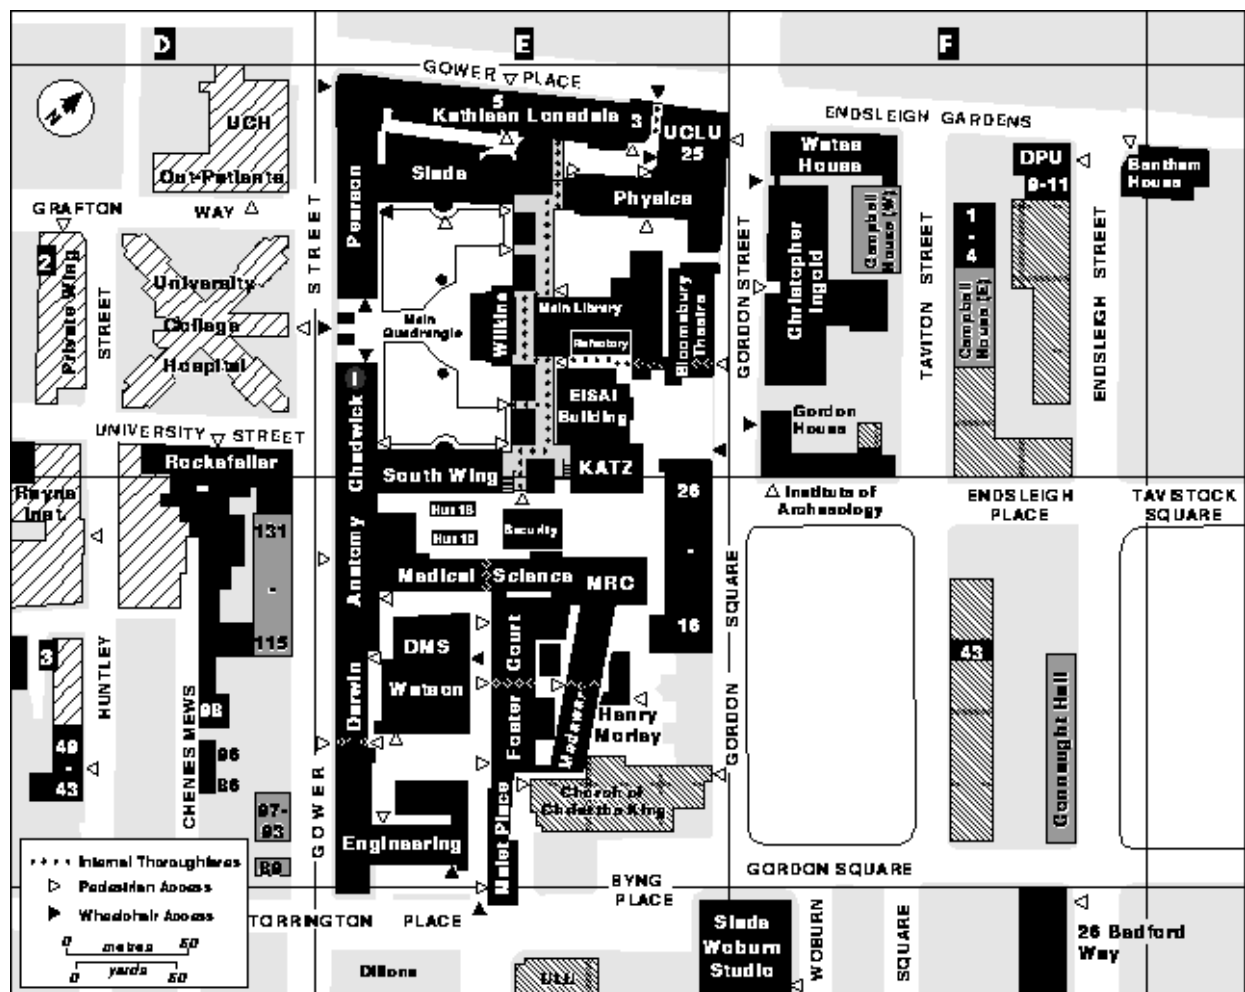 D
E
F
N
GOWER PLACE
5
Kathleen Lonsdale
3
UCLU
25
UCH
Out-Patients
Slade
Physics
Pearson
GRAFTON
WAY
STREET
ENDSLEIGH GARDENS
Wates
House
DPU
9-11
Bentham
House
Campbell
House (W)
1
-
4
Christopher
Ingold
TAVITON STREET
ENDSLEIGH STREET
Campbell
House (E)
2
Private Wing
STREET
University
College
Hospital
Main
Quadrangle
Wilkins
Main Library
Refectory
Bloomsbury
Theatre
GORDON STREET
EISAI
Building
Gordon
House
UNIVERSITY STREET
Rockefeller
Chadwick
South Wing
KATZ
Rayne
Inst.
131
-
115
Hut 18
Hut 19
Security
26
-
16
Institute of
Archaeology
ENDSLEIGH
PLACE
TAVISTOCK
SQUARE
Anatomy
Medical
Science
MRC
GORDON SQUARE
3
HUNTLEY
DMS
Watson
Foster Court
Medawar
Henry
Morley
43
Connaught Hall
Darwin
49
-
43
CHENIES MEWS
98
96
86
97-
93
89
GOWER
Engineering
Malet Place
Church of
Christ the King
GORDON SQUARE
BYNG
PLACE
TORRINGTON PLACE
Internal Thoroughfares
Pedestrian Access
Wheelchair Access
0 metres 50
0 yards 50
Dillons
ULU
Slade
Woburn
Studio
WOBURN
SQUARE
26 Bedford
Way